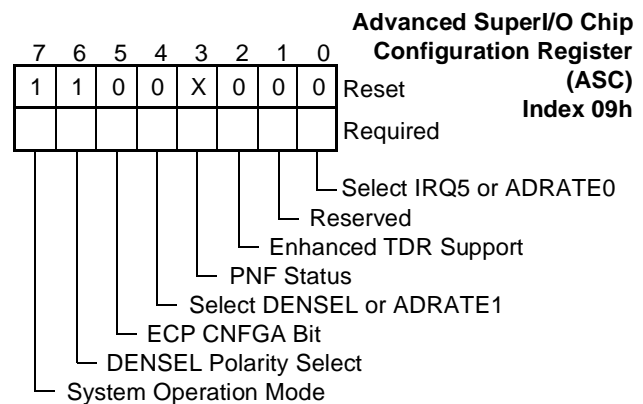 Advanced SuperI/O Chip
Configuration Register
(ASC)
Index 09h
7 6 5 4 3 2 1 0
1 1 0 0 X 0 0 0 Reset
Required
Select IRQ5 or ADRATE0
Reserved
Enhanced TDR Support
PNF Status
Select DENSEL or ADRATE1
ECP CNFGA Bit
DENSEL Polarity Select
System Operation Mode